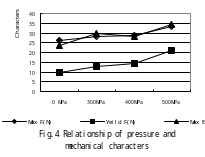 Characters
40
35
30
25
20
15
10
5
0
0 MPa 300MPa 400MPa 500MPa
Max F(N) Yield F(N) Max E
Fig.4 Relationship of pressure and
mechanical characters